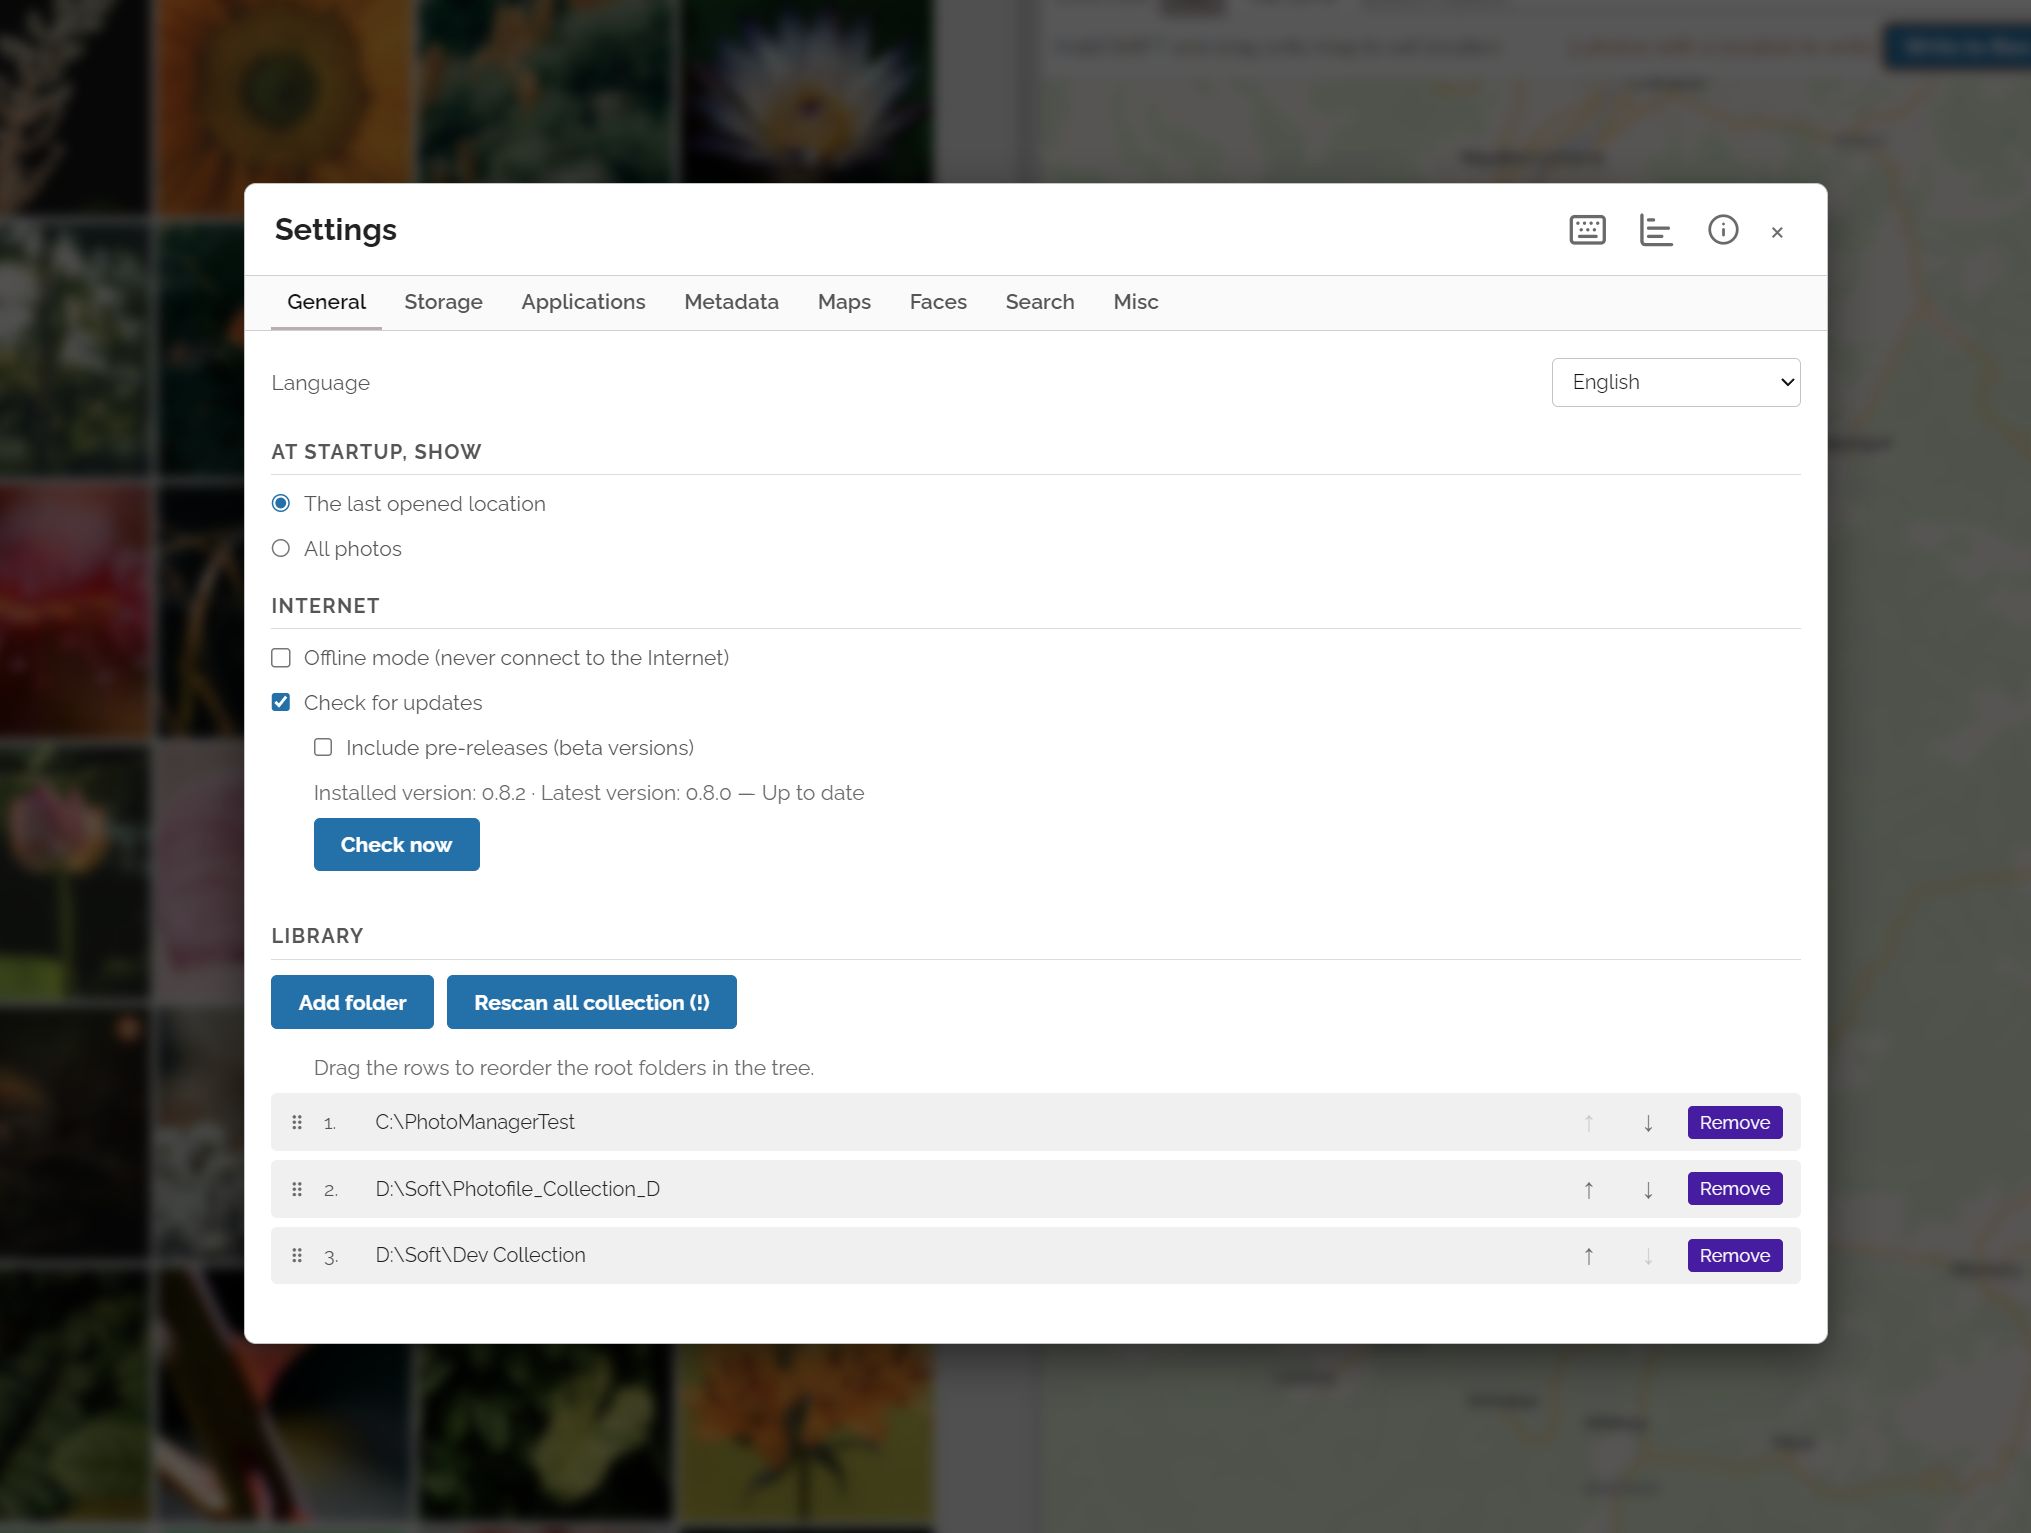 Settings
General Storage Applications Metadata Maps Faces Search Misc
Language English
AT STARTUP, SHOW
The last opened location
All photos
INTERNET
Offline mode (never connect to the Internet)
Check for updates
Include pre-releases (beta versions)
Installed version: 0.8.2 · Latest version: 0.8.0 — Up to date
Check now
LIBRARY
Add folder Rescan all collection (!)
Drag the rows to reorder the root folders in the tree.
1. C:\PhotoManagerTest ↑ ↓ Remove
2. D:\Soft\Photofile_Collection_D ↑ ↓ Remove
3. D:\Soft\Dev Collection ↑ ↓ Remove